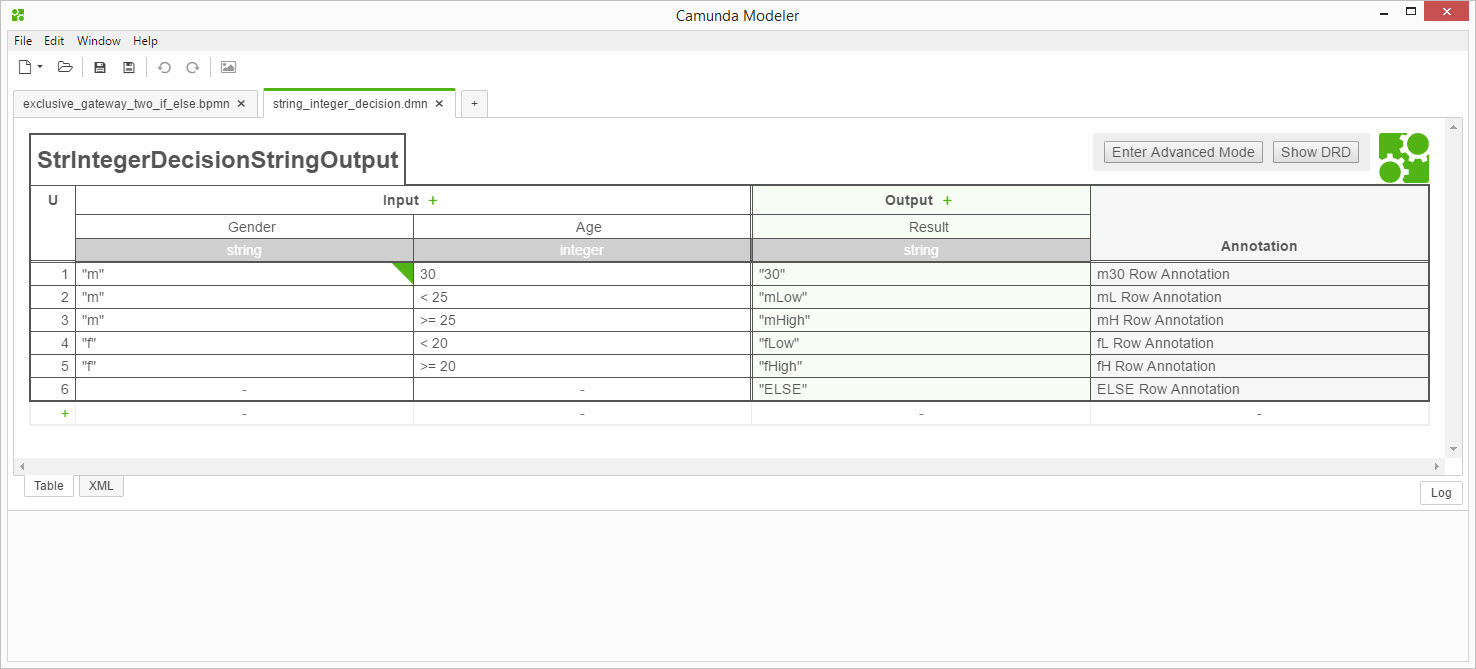 Camunda Modeler
File Edit Window Help
exclusive_gateway_two_if_else.bpmn × string_integer_decision.dmn × +
StrIntegerDecisionStringOutput
Enter Advanced Mode Show DRD
U Input + Output +
Gender Age Result
string integer string Annotation
1 "m" 30 "30" m30 Row Annotation
2 "m" < 25 "mLow" mL Row Annotation
3 "m" >= 25 "mHigh" mH Row Annotation
4 "f" < 20 "fLow" fL Row Annotation
5 "f" >= 20 "fHigh" fH Row Annotation
6 - - "ELSE" ELSE Row Annotation
+ - - - -
Table XML
Log